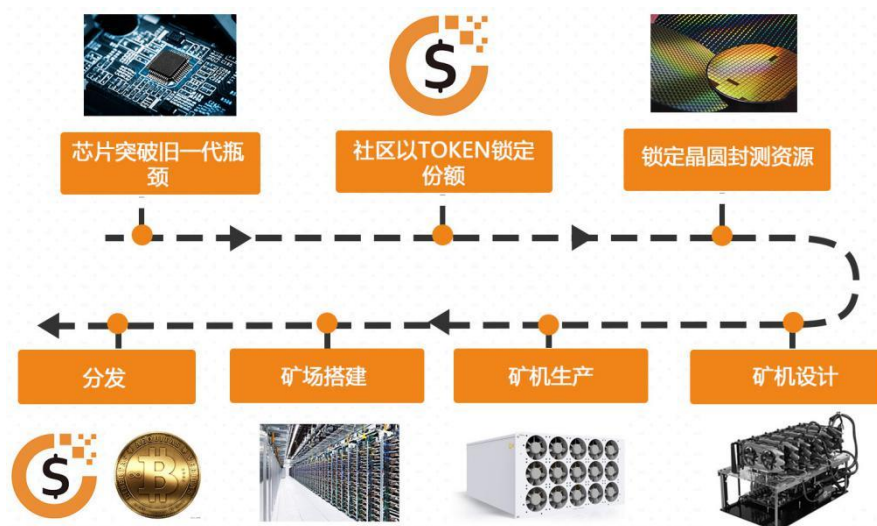 芯片突破旧一代瓶
颈
社区以TOKEN锁定
份额
锁定晶圆封测资源
分发
矿场搭建
矿机生产
矿机设计